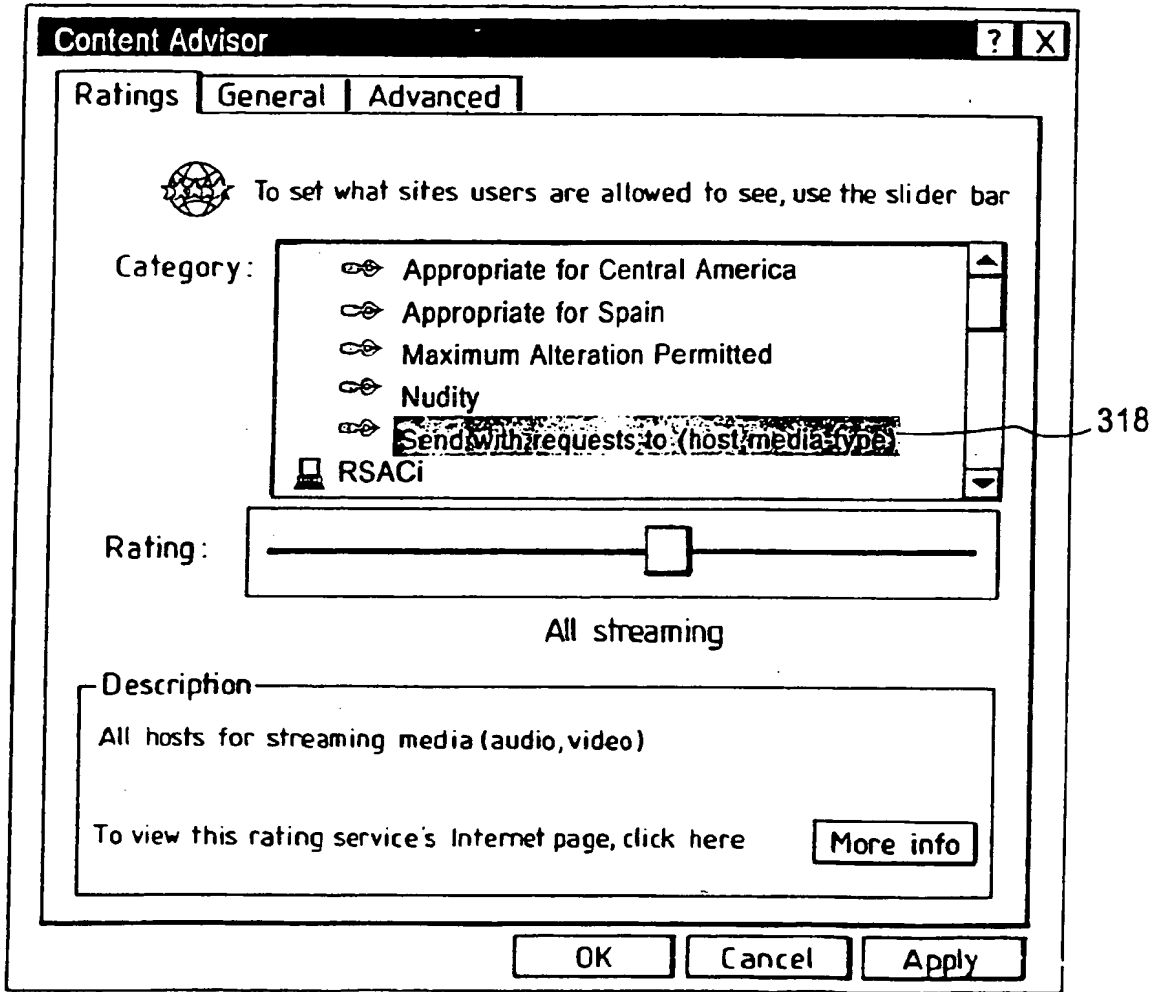 Content Advisor ? X
Ratings General Advanced
To set what sites users are allowed to see, use the slider bar
Category:
Appropriate for Central America
Appropriate for Spain
Maximum Alteration Permitted
Nudity
Send with requests to (host/media-type)
318
RSACi
Rating:
All streaming
Description
All hosts for streaming media (audio, video)
To view this rating service's Internet page, click here
More info
OK Cancel Apply